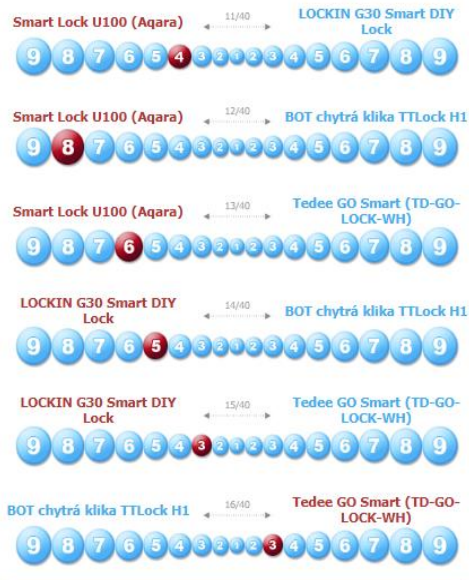 11/40
Smart Lock U100 (Aqara)
LOCKIN G30 Smart DIY
Lock
9 8 7 6 5 4 3 2 1 2 3 4 5 6 7 8 9
12/40
Smart Lock U100 (Aqara)
BOT chytrá klika TTLock H1
9 8 7 6 5 4 3 2 1 2 3 4 5 6 7 8 9
13/40
Smart Lock U100 (Aqara)
Tedee GO Smart (TD-GO-
LOCK-WH)
9 8 7 6 5 4 3 2 1 2 3 4 5 6 7 8 9
14/40
LOCKIN G30 Smart DIY
Lock
BOT chytrá klika TTLock H1
9 8 7 6 5 4 3 2 1 2 3 4 5 6 7 8 9
15/40
LOCKIN G30 Smart DIY
Lock
Tedee GO Smart (TD-GO-
LOCK-WH)
9 8 7 6 5 4 3 2 1 2 3 4 5 6 7 8 9
16/40
BOT chytrá klika TTLock H1
Tedee GO Smart (TD-GO-
LOCK-WH)
9 8 7 6 5 4 3 2 1 2 3 4 5 6 7 8 9